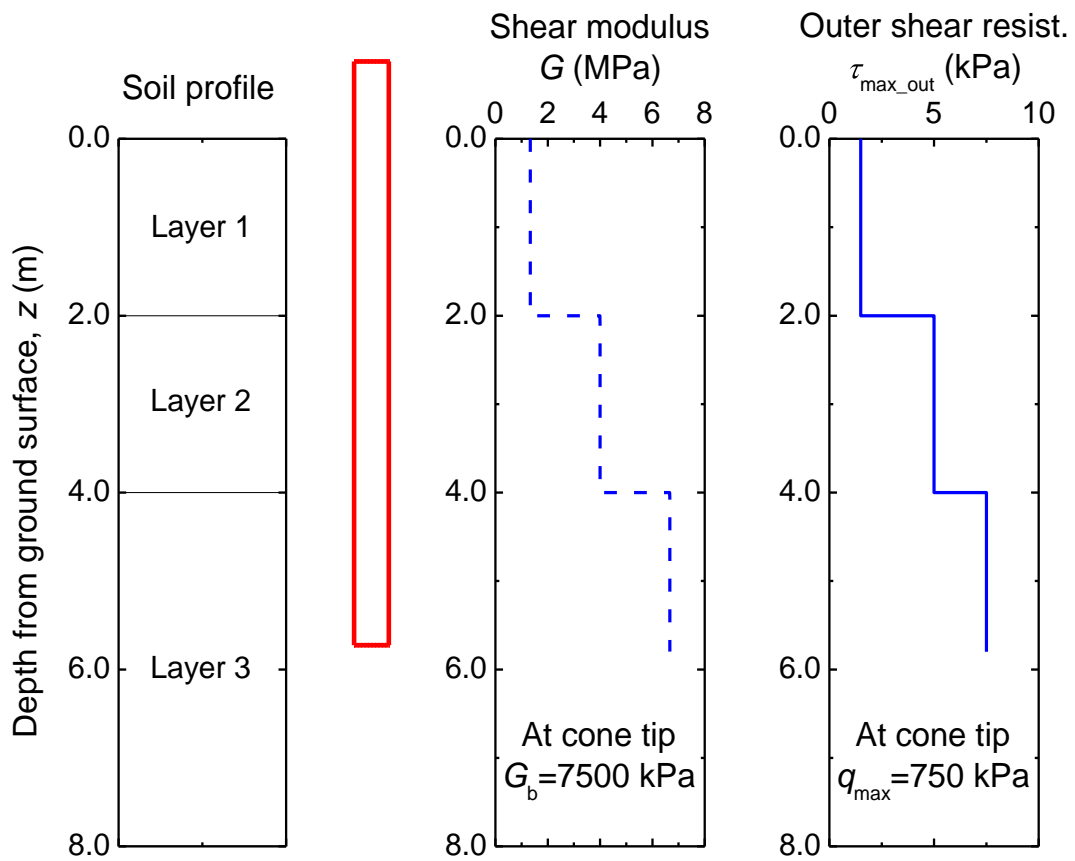 Shear modulus
G (MPa)
Outer shear resist.
τmax_out (kPa)
Soil profile
0 2 4 6 8
0 5 10
0.0
2.0
4.0
6.0
8.0
Depth from ground surface, z (m)
Layer 1
Layer 2
Layer 3
0.0
2.0
4.0
6.0
8.0
At cone tip
Gb=7500 kPa
0.0
2.0
4.0
6.0
8.0
At cone tip
qmax=750 kPa